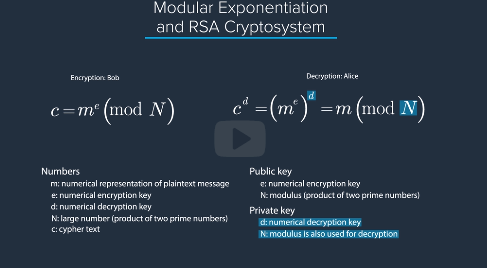 Modular Exponentiation
and RSA Cryptosystem
Encryption: Bob
Decryption: Alice
c = m^e (mod N)
c^d = (m^e)^d = m (mod N)
Numbers
m: numerical representation of plaintext message
e: numerical encryption key
d: numerical decryption key
N: large number (product of two prime numbers)
c: cypher text
Public key
e: numerical encryption key
N: modulus (product of two prime numbers)
Private key
d: numerical decryption key
N: modulus is also used for decryption